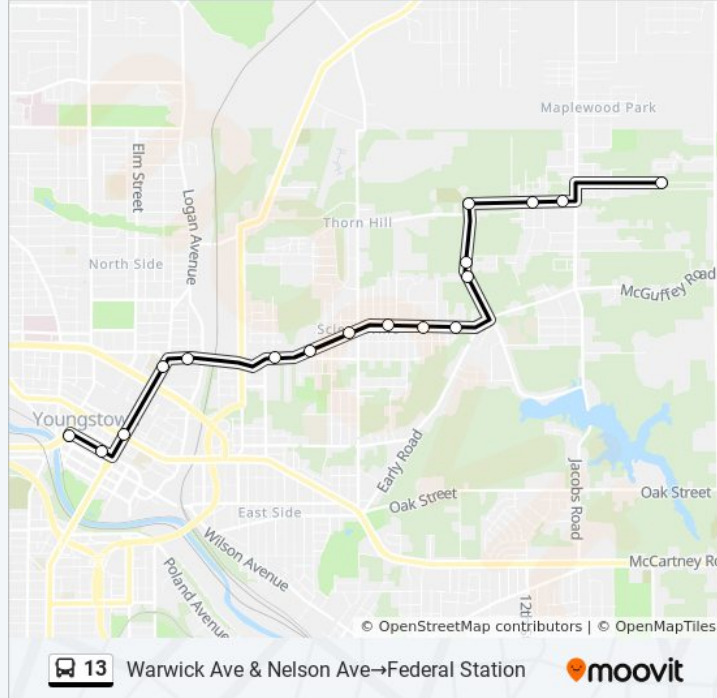 Maplewood Park
Elm Street
Logan Avenue
Thorn Hill
North Side
McGuffey Road
Youngstow
Early Road
Oak Street
Jacobs Road
Oak Street
East Side
Wilson Avenue
McCartney Ro
Poland Avenue
© OpenStreetMap contributors | © OpenMapTiles
13 Warwick Ave & Nelson Ave→Federal Station
moovit